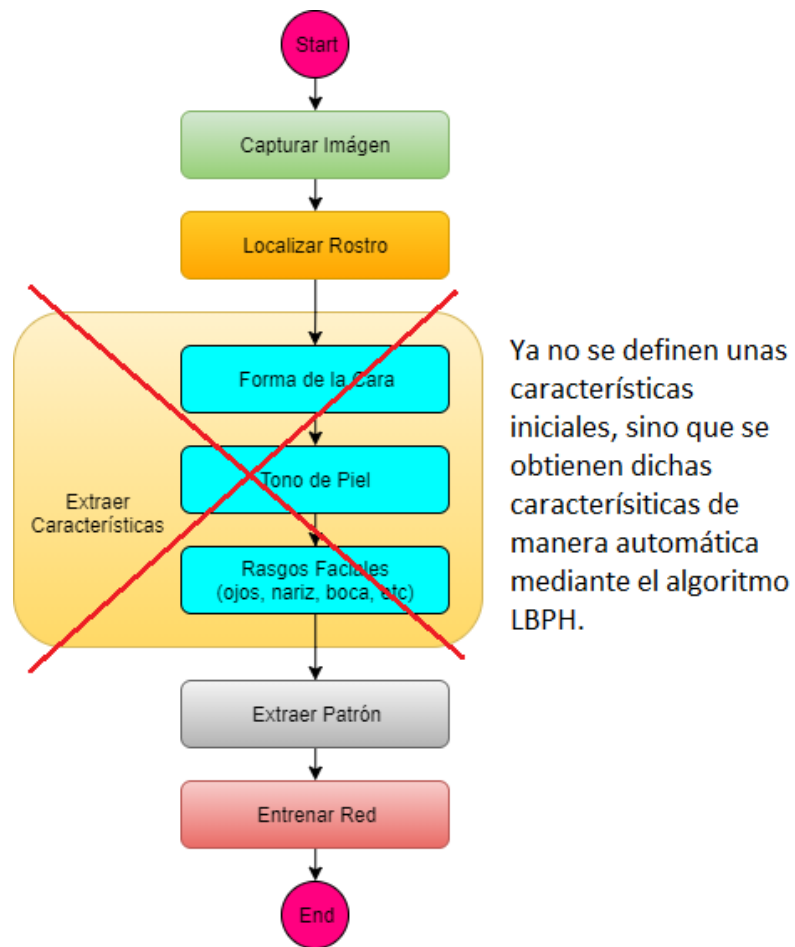 Start
Capturar Imágen
Localizar Rostro
Forma de la Cara
Tono de Piel
Extraer
Características
Rasgos Faciales
(ojos, nariz, boca, etc)
Extraer Patrón
Entrenar Red
End
Ya no se definen unas
características
iniciales, sino que se
obtienen dichas
caracterísiticas de
manera automática
mediante el algoritmo
LBPH.